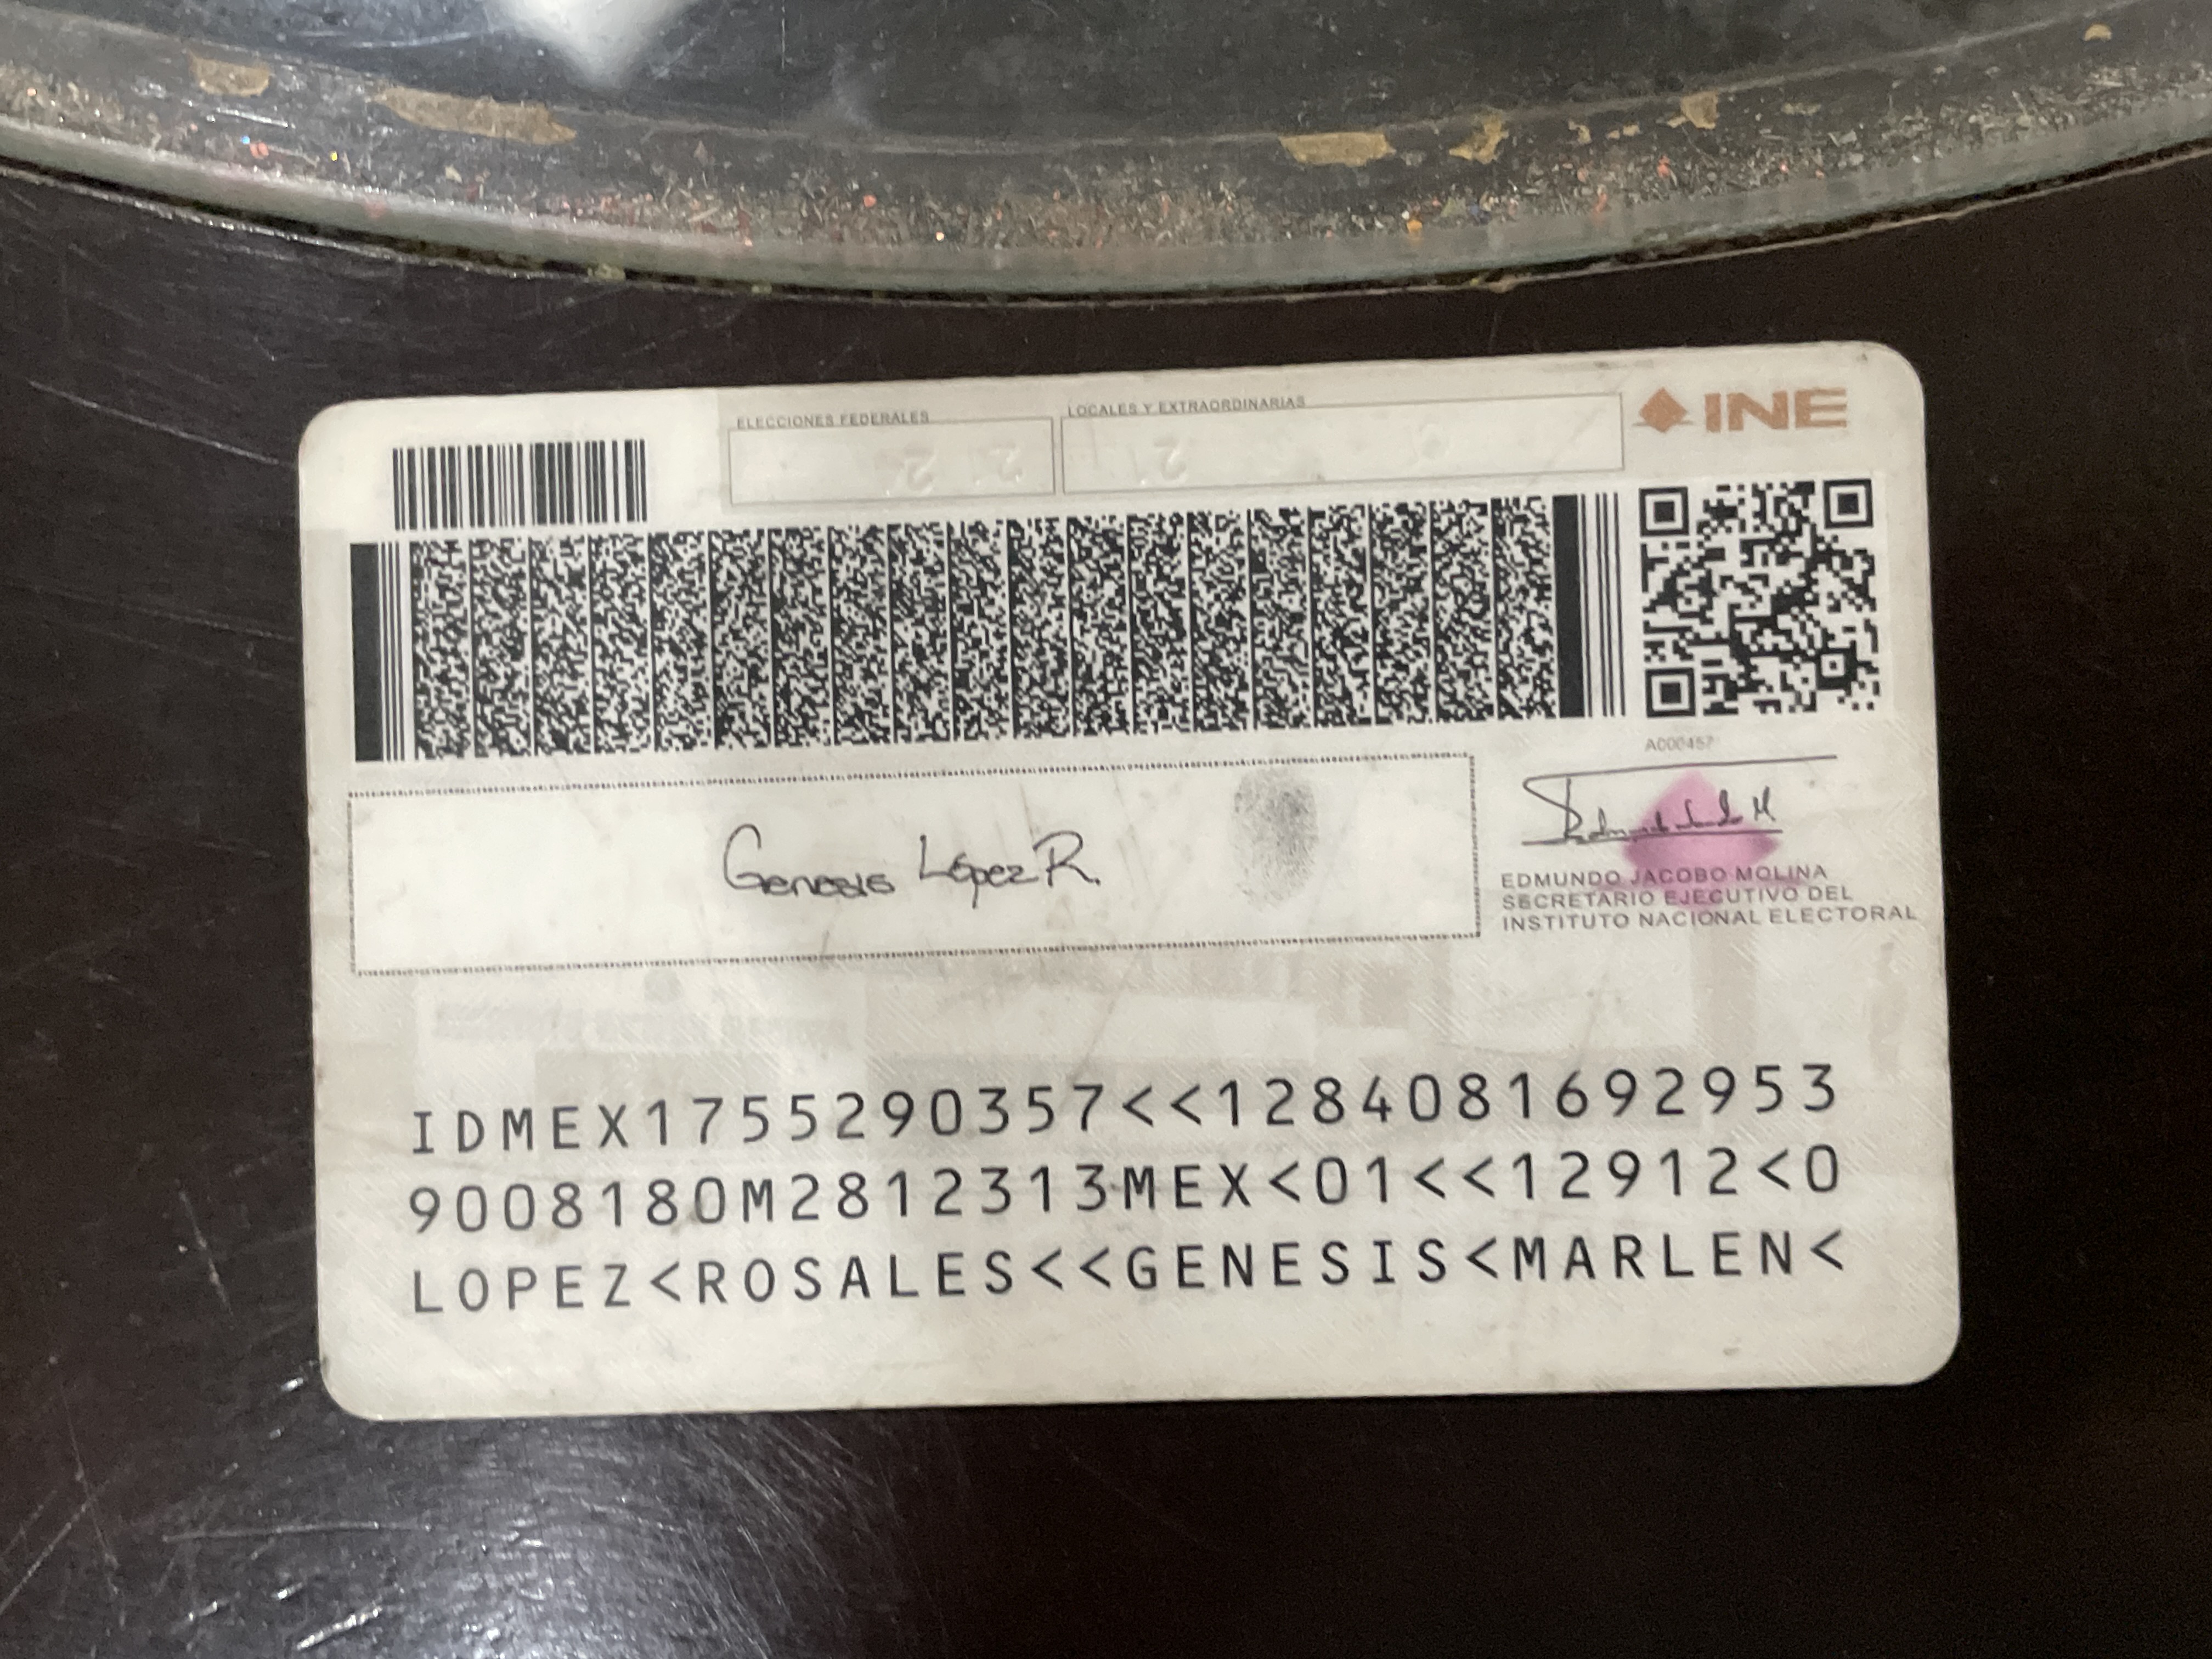 ELECCIONES FEDERALES
LOCALES Y EXTRAORDINARIAS
INE
A000457
Genesis López R.
EDMUNDO JACOBO MOLINA
SECRETARIO EJECUTIVO DEL
INSTITUTO NACIONAL ELECTORAL
IDMEX1755290357<<1284081692953
9008180M2812313MEX<01<<12912<0
LOPEZ<ROSALES<<GENESIS<MARLEN<